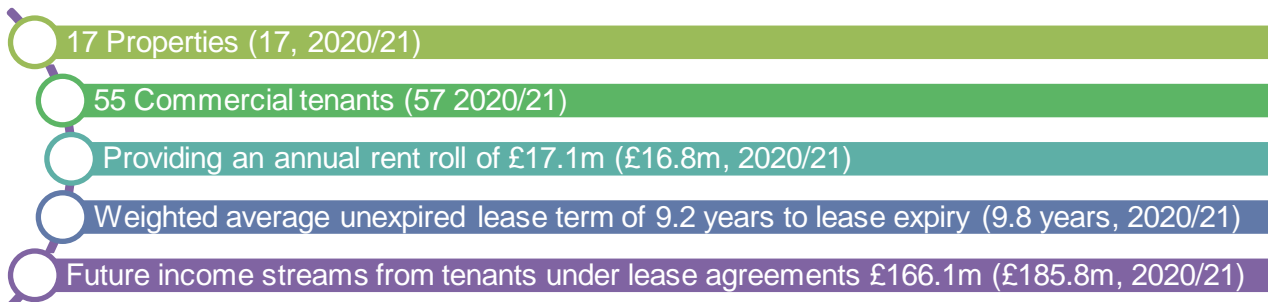 17 Properties (17, 2020/21)
55 Commercial tenants (57 2020/21)
Providing an annual rent roll of £17.1m (£16.8m, 2020/21)
Weighted average unexpired lease term of 9.2 years to lease expiry (9.8 years, 2020/21)
Future income streams from tenants under lease agreements £166.1m (£185.8m, 2020/21)